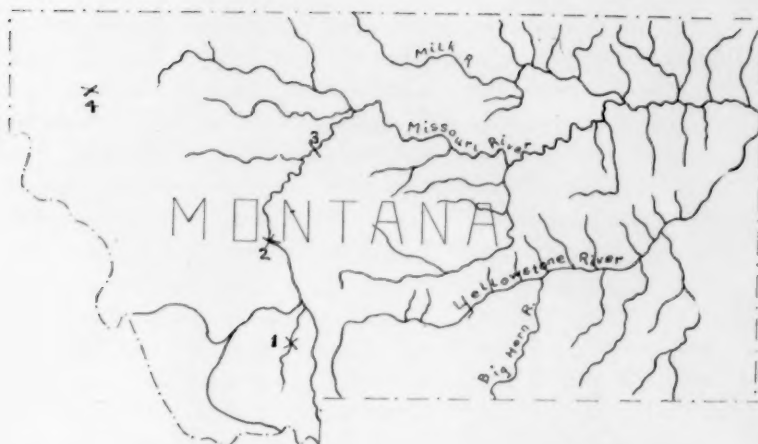 Milk R.
4
Missouri River
3
MONTANA
2
Yellowstone River
1
Big Horn R.